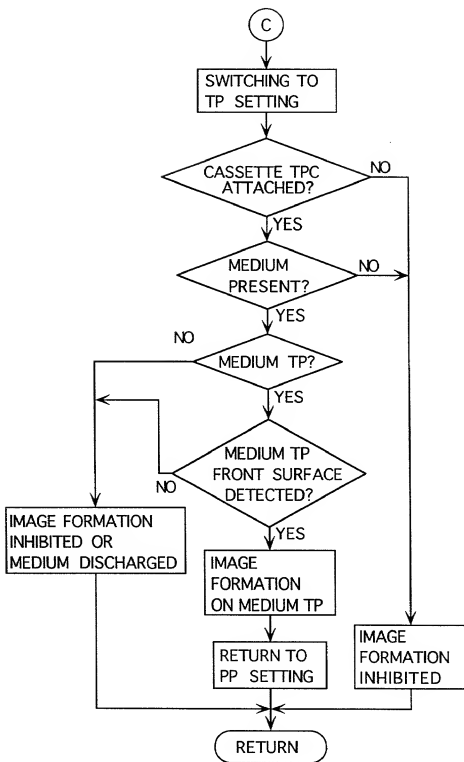 C
SWITCHING TO
TP SETTING
CASSETTE TPC
ATTACHED?
NO
YES
MEDIUM
PRESENT?
NO
YES
NO
MEDIUM TP?
YES
MEDIUM TP
FRONT SURFACE
DETECTED?
NO
YES
IMAGE FORMATION
INHIBITED OR
MEDIUM DISCHARGED
IMAGE
FORMATION
ON MEDIUM TP
RETURN TO
PP SETTING
IMAGE
FORMATION
INHIBITED
RETURN